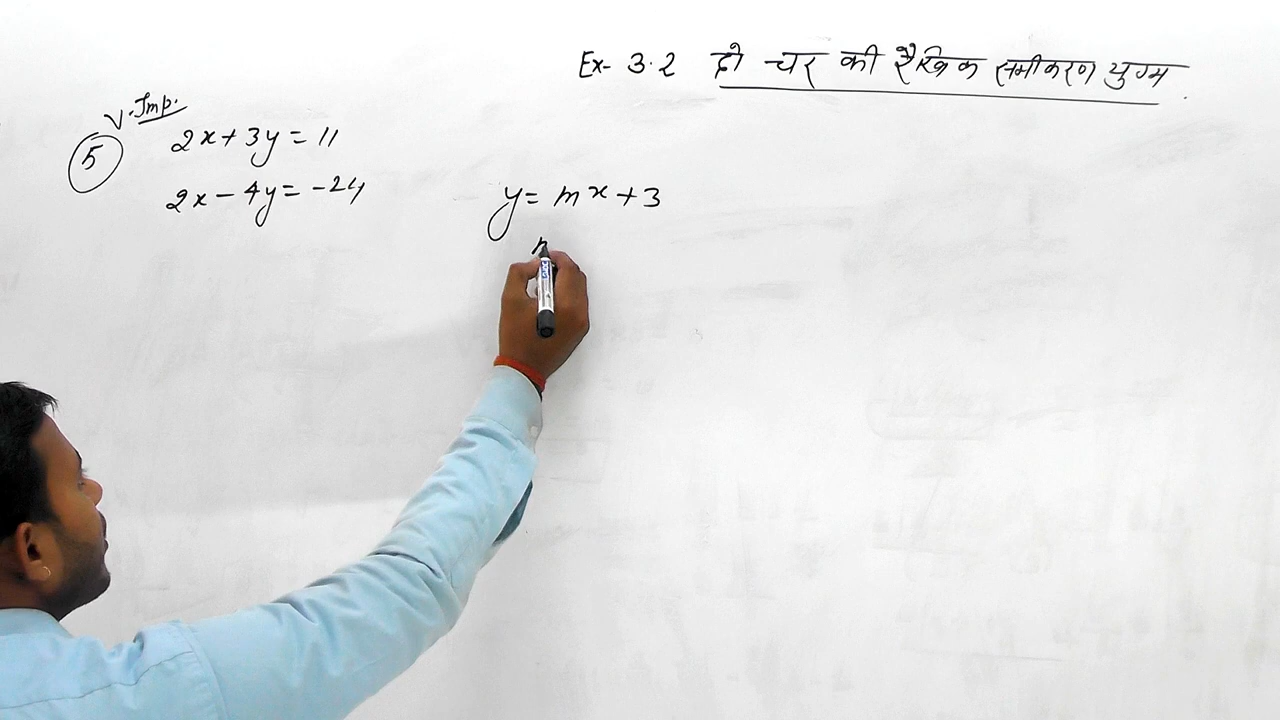 Ex- 3.2 दो चर की रैखिक समीकरण युग्म
V. Imp.
5 2x + 3y = 11
2x - 4y = -24
y = mx + 3